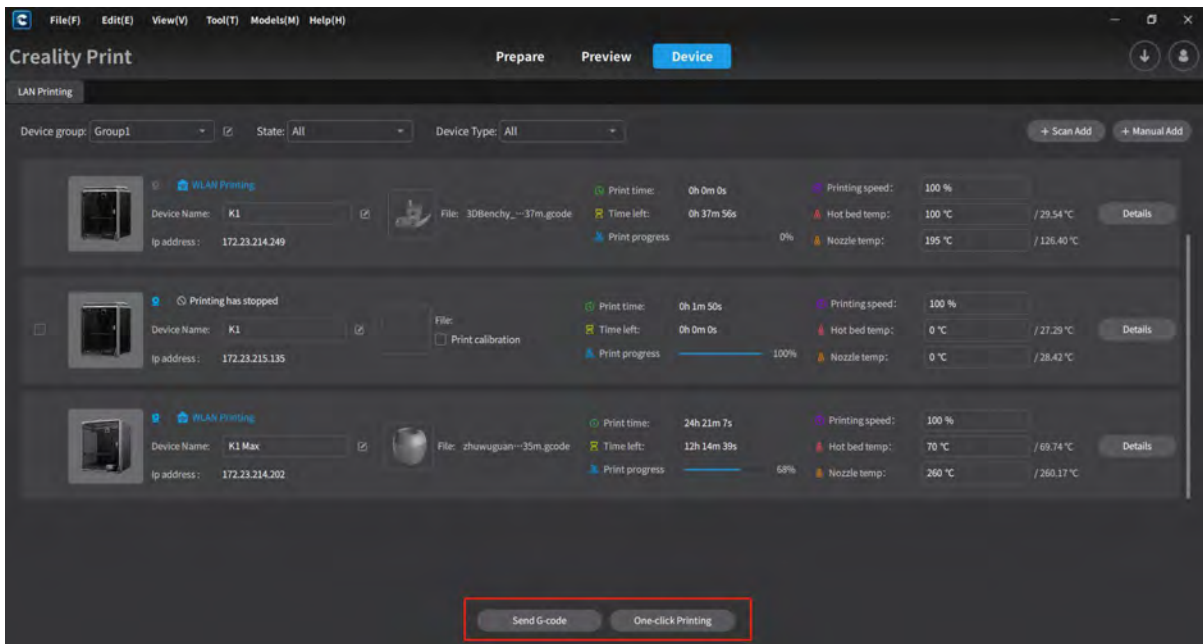 File(F) Edit(E) View(V) Tool(T) Models(M) Help(H)
Creality Print Prepare Preview Device
LAN Printing
Device group: Group1 State: All Device Type: All + Scan Add + Manual Add
WLAN Printing
Device Name: K1
Ip address : 172.23.214.249
File: 3DBenchy_···37m.gcode
Print time: 0h 0m 0s
Time left: 0h 37m 56s
Print progress 0%
Printing speed: 100 %
Hot bed temp: 100 ℃ / 29.54 ℃
Nozzle temp: 195 ℃ / 126.40 ℃
Details
Printing has stopped
Device Name: K1
Ip address : 172.23.215.135
File:
Print calibration
Print time: 0h 1m 50s
Time left: 0h 0m 0s
Print progress 100%
Printing speed: 100 %
Hot bed temp: 0 ℃ / 27.29 ℃
Nozzle temp: 0 ℃ / 28.42 ℃
Details
WLAN Printing
Device Name: K1 Max
Ip address : 172.23.214.202
File: zhuwuguan···35m.gcode
Print time: 24h 21m 7s
Time left: 12h 14m 39s
Print progress 68%
Printing speed: 100 %
Hot bed temp: 70 ℃ / 69.74 ℃
Nozzle temp: 260 ℃ / 260.17 ℃
Details
Send G-code One-click Printing